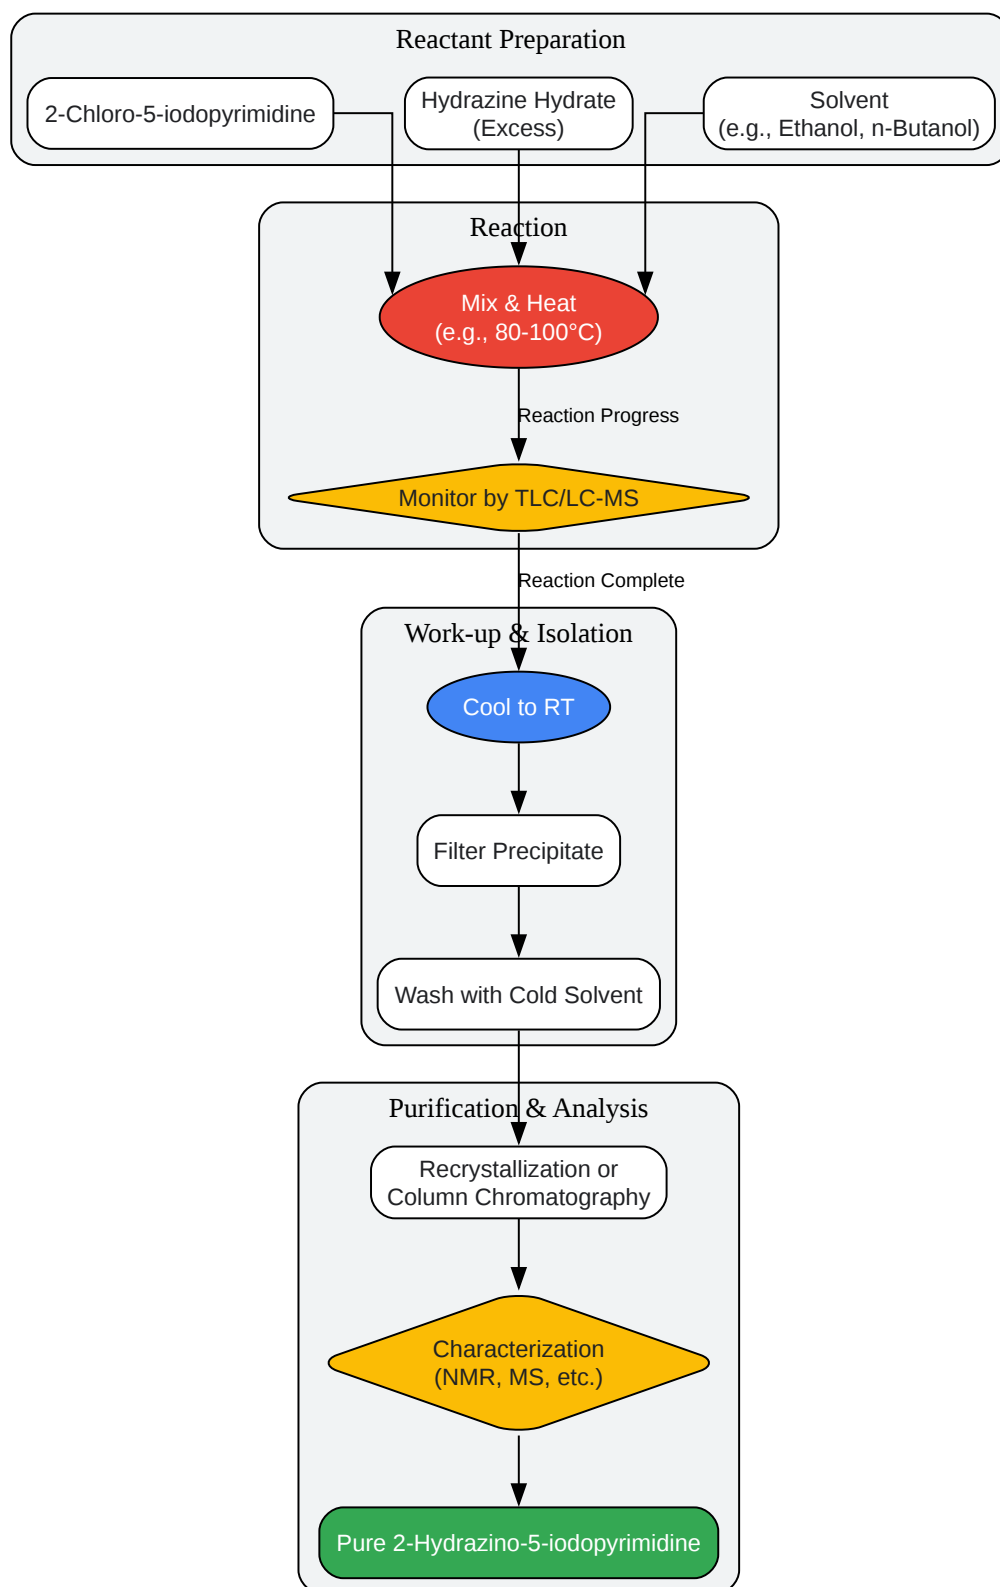 Reactant Preparation
2-Chloro-5-iodopyrimidine
Hydrazine Hydrate
(Excess)
Solvent
(e.g., Ethanol, n-Butanol)
Reaction
Mix & Heat
(e.g., 80-100°C)
Reaction Progress
Monitor by TLC/LC-MS
Reaction Complete
Work-up & Isolation
Cool to RT
Filter Precipitate
Wash with Cold Solvent
Purification & Analysis
Recrystallization or
Column Chromatography
Characterization
(NMR, MS, etc.)
Pure 2-Hydrazino-5-iodopyrimidine